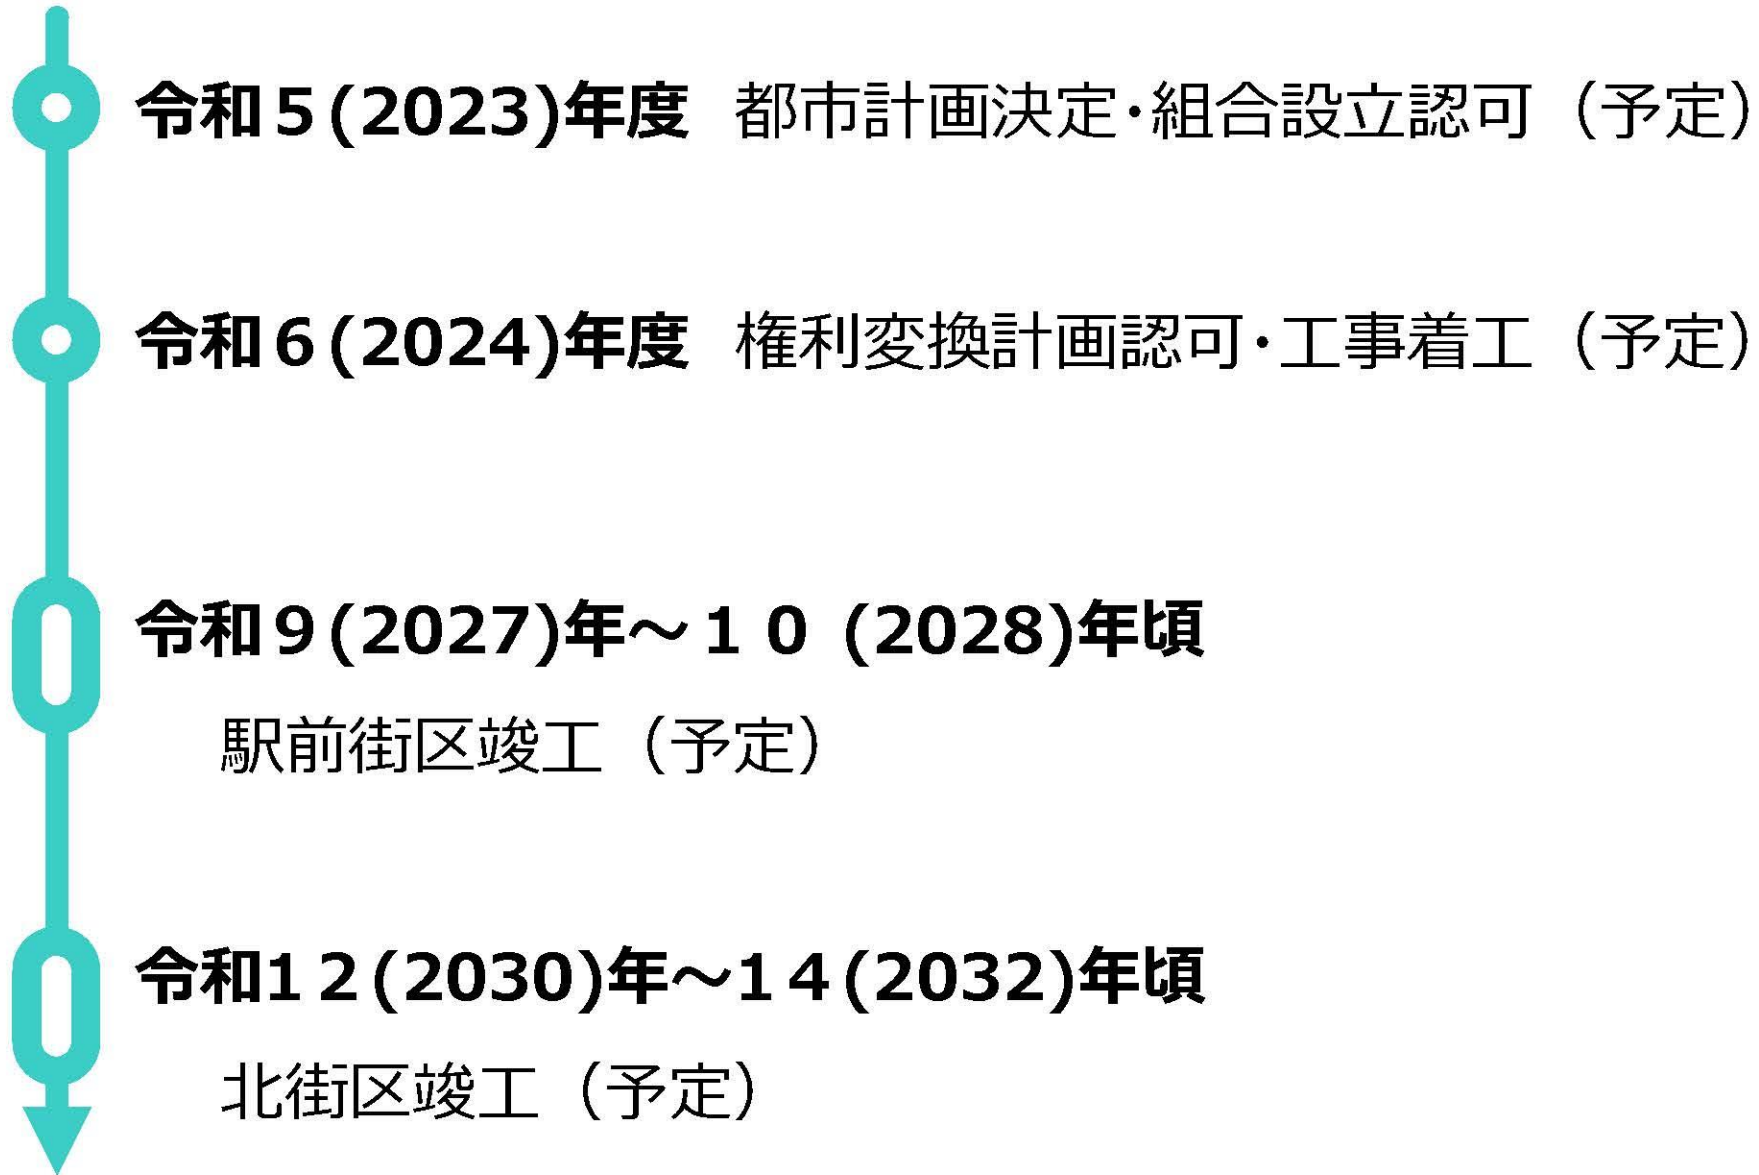 令和５(2023)年度　都市計画決定・組合設立認可（予定）
令和６(2024)年度　権利変換計画認可・工事着工（予定）
令和９(2027)年～１０ (2028)年頃
駅前街区竣工（予定）
令和１２(2030)年～１４(2032)年頃
北街区竣工（予定）